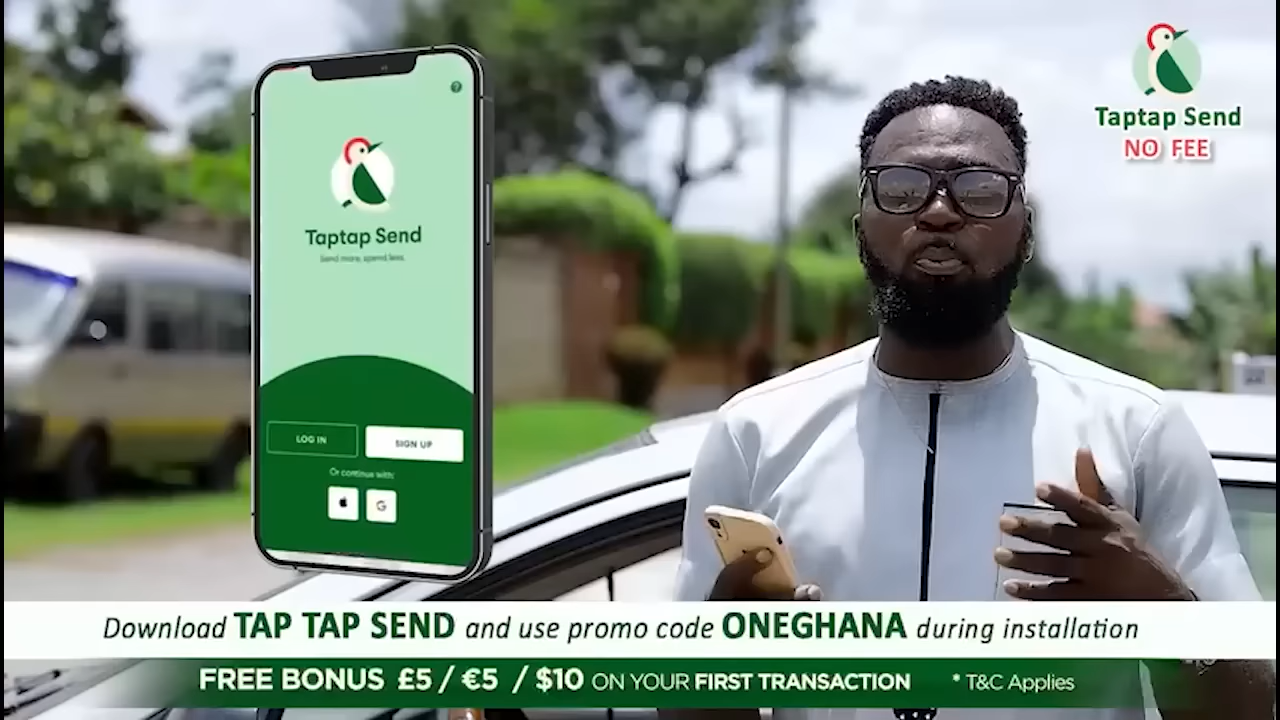 Taptap Send
NO FEE
Taptap Send
Send more, spend less.
LOG IN
SIGN UP
Or continue with:
Download TAP TAP SEND and use promo code ONEGHANA during installation
FREE BONUS £5 / €5 / $10 ON YOUR FIRST TRANSACTION * T&C Applies